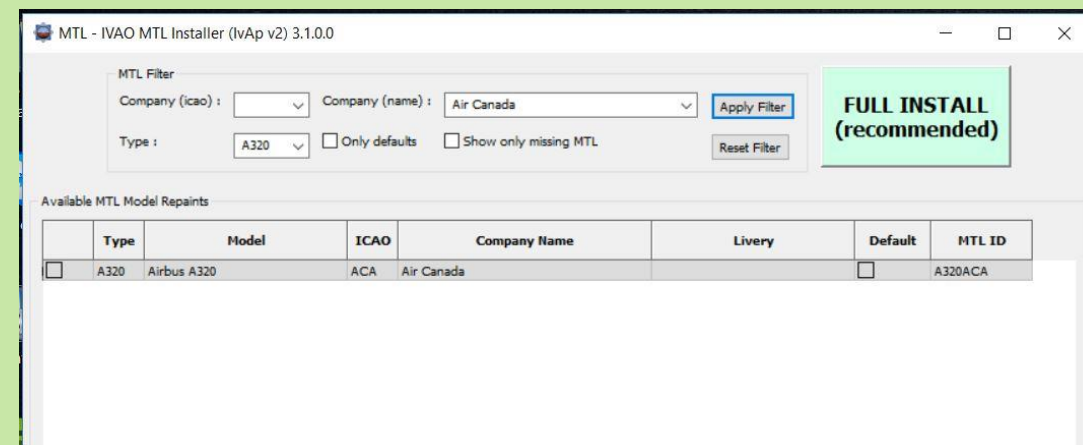 MTL - IVAO MTL Installer (IvAp v2) 3.1.0.0
MTL Filter
Company (icao) : Company (name) : Air Canada Apply Filter
Type : A320 Only defaults Show only missing MTL Reset Filter
FULL INSTALL
(recommended)
Available MTL Model Repaints
Type Model ICAO Company Name Livery Default MTL ID
A320 Airbus A320 ACA Air Canada A320ACA